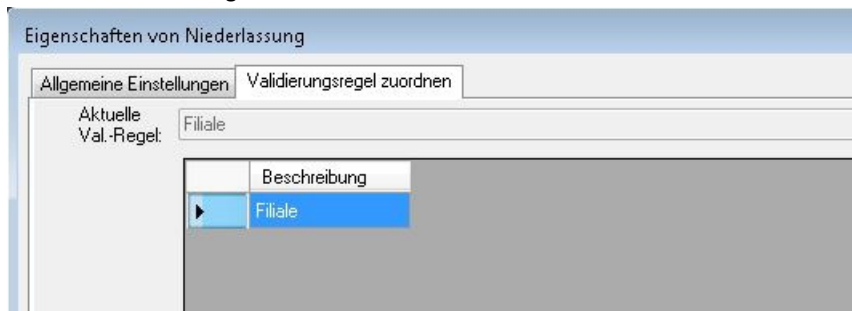 Eigenschaften von Niederlassung
Allgemeine Einstellungen Validierungsregel zuordnen
Aktuelle
Val.-Regel: Filiale
Beschreibung
Filiale